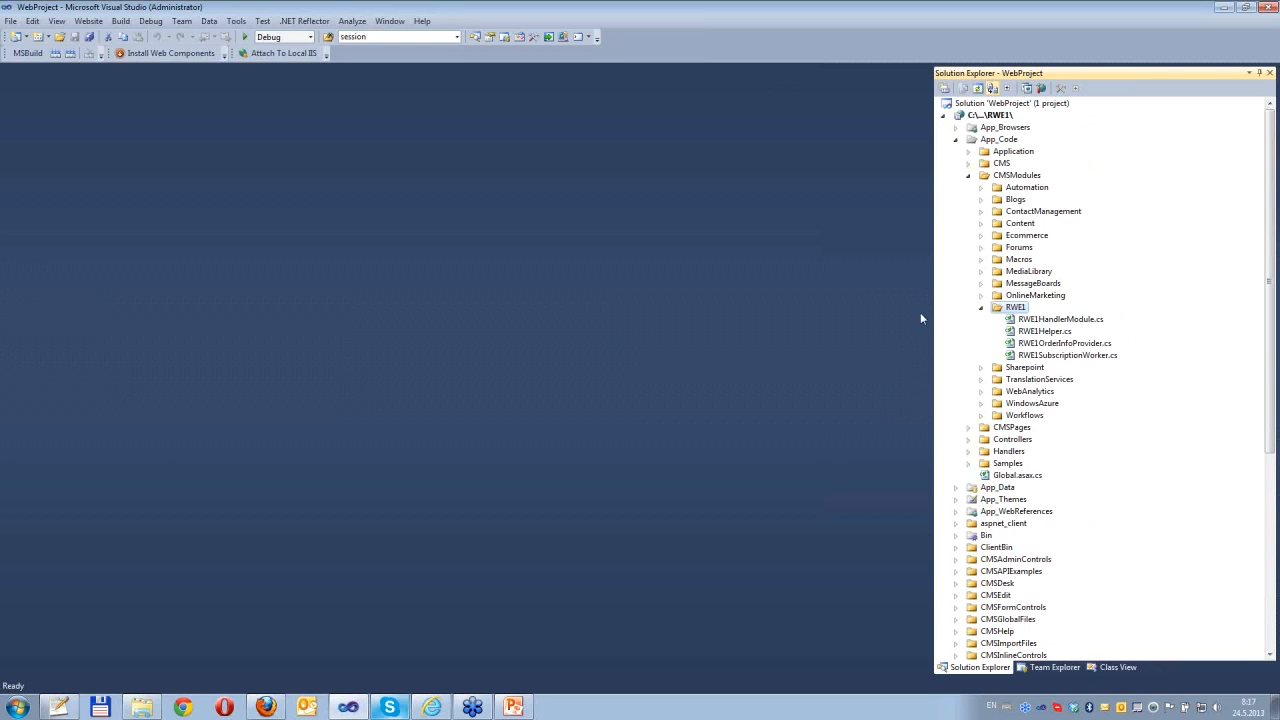 WebProject - Microsoft Visual Studio (Administrator)
File Edit View Website Build Debug Team Data Tools Test .NET Reflector Analyze Window Help
Debug session
MSBuild Install Web Components Attach To Local IIS
Solution Explorer - WebProject
Solution 'WebProject' (1 project)
C:\...\RWE1\
App_Browsers
App_Code
Application
CMS
CMSModules
Automation
Blogs
ContactManagement
Content
Ecommerce
Forums
Macros
MediaLibrary
MessageBoards
OnlineMarketing
RWE1
RWE1HandlerModule.cs
RWE1Helper.cs
RWE1OrderInfoProvider.cs
RWE1SubscriptionWorker.cs
Sharepoint
TranslationServices
WebAnalytics
WindowsAzure
Workflows
CMSPages
Controllers
Handlers
Samples
Global.asax.cs
App_Data
App_Themes
App_WebReferences
aspnet_client
Bin
ClientBin
CMSAdminControls
CMSAPIExamples
CMSDesk
CMSEdit
CMSFormControls
CMSGlobalFiles
CMSHelp
CMSImportFiles
CMSInlineControls
Solution Explorer Team Explorer Class View
Ready
EN 8:17
24.5.2013